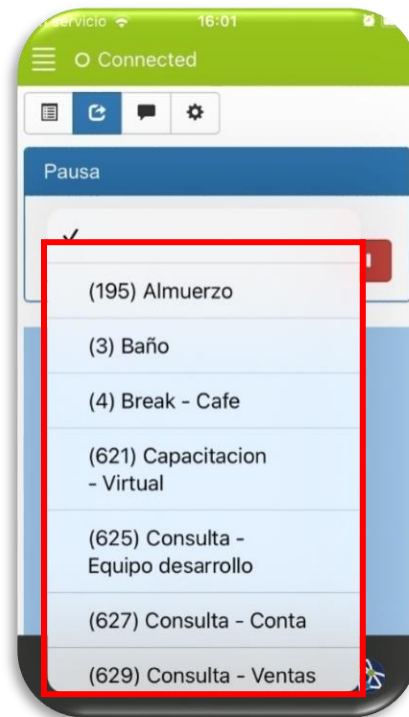 servicio 16:01
Connected
Pausa
(195) Almuerzo
(3) Baño
(4) Break - Cafe
(621) Capacitacion
- Virtual
(625) Consulta -
Equipo desarrollo
(627) Consulta - Conta
(629) Consulta - Ventas